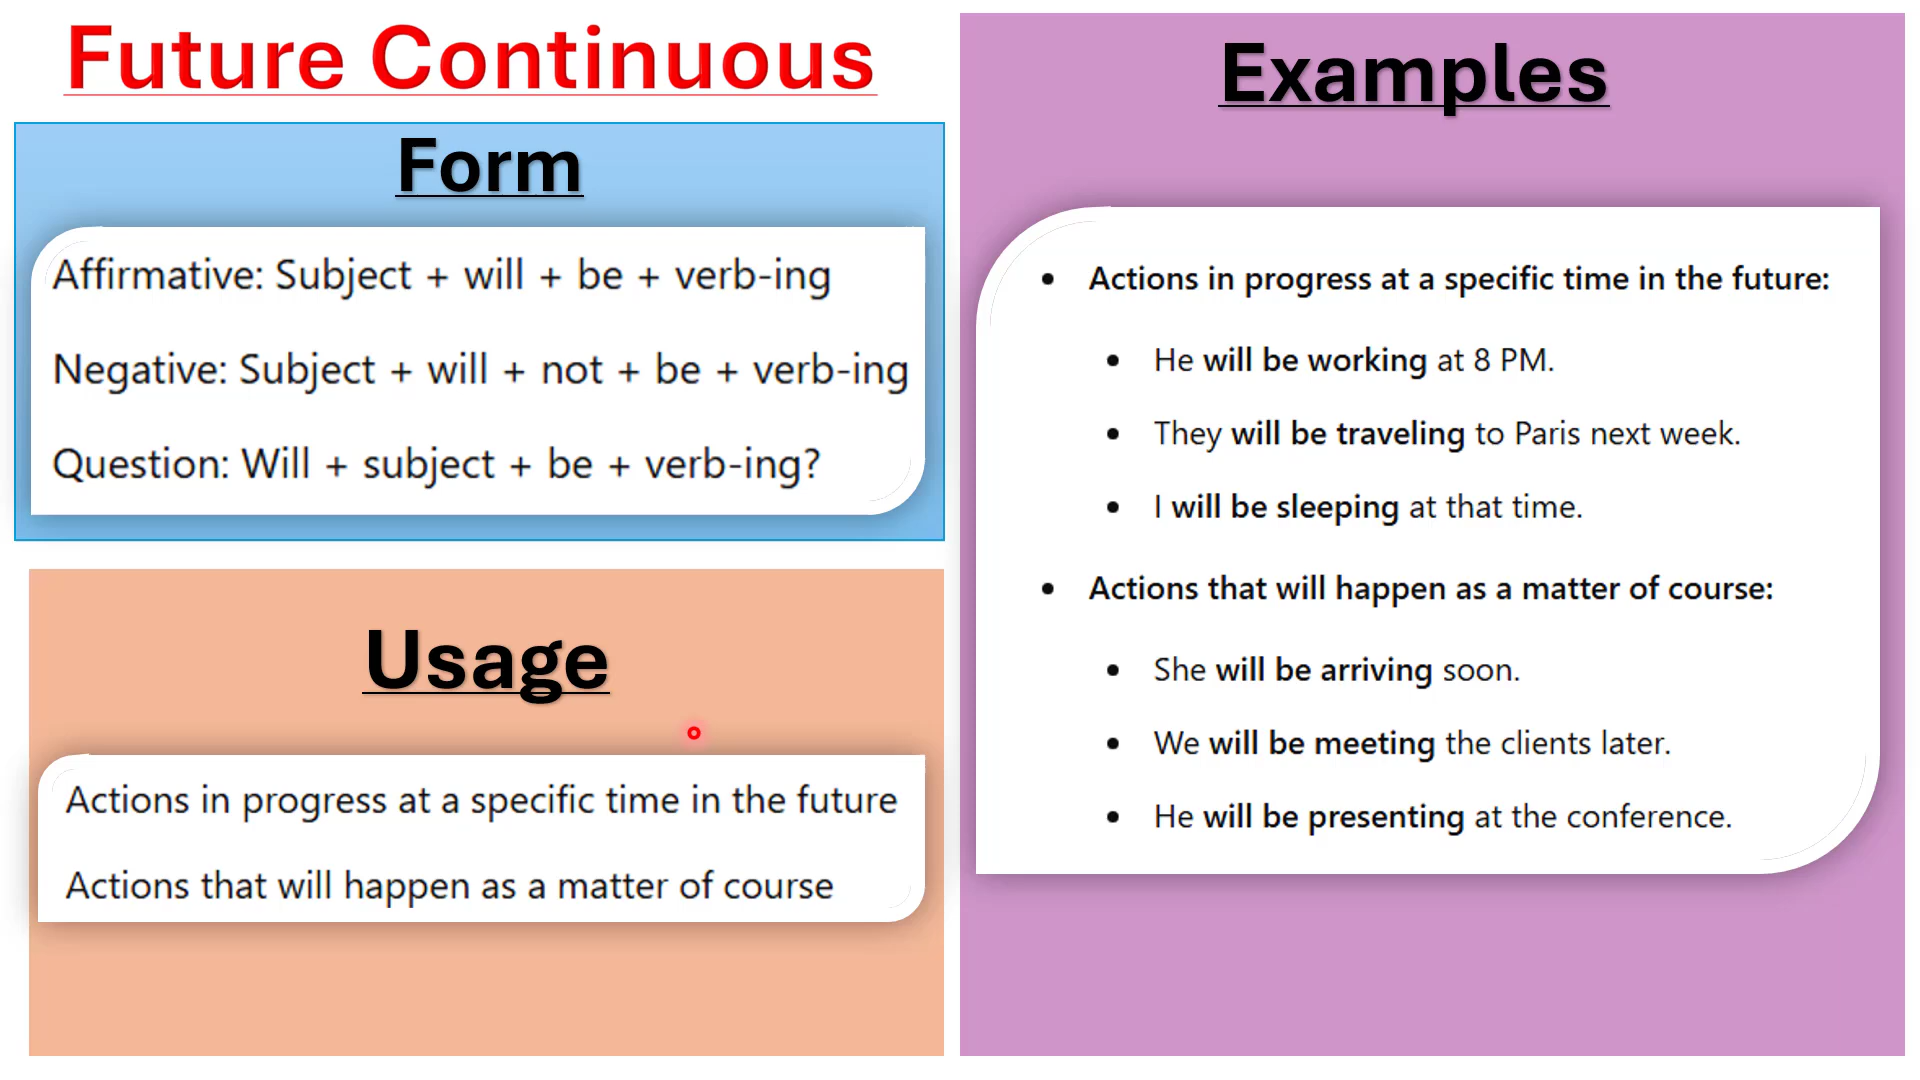 Future Continuous
Form
Affirmative: Subject + will + be + verb-ing
Negative: Subject + will + not + be + verb-ing
Question: Will + subject + be + verb-ing?
Usage
Actions in progress at a specific time in the future
Actions that will happen as a matter of course
Examples
• Actions in progress at a specific time in the future:
• He will be working at 8 PM.
• They will be traveling to Paris next week.
• I will be sleeping at that time.
• Actions that will happen as a matter of course:
• She will be arriving soon.
• We will be meeting the clients later.
• He will be presenting at the conference.